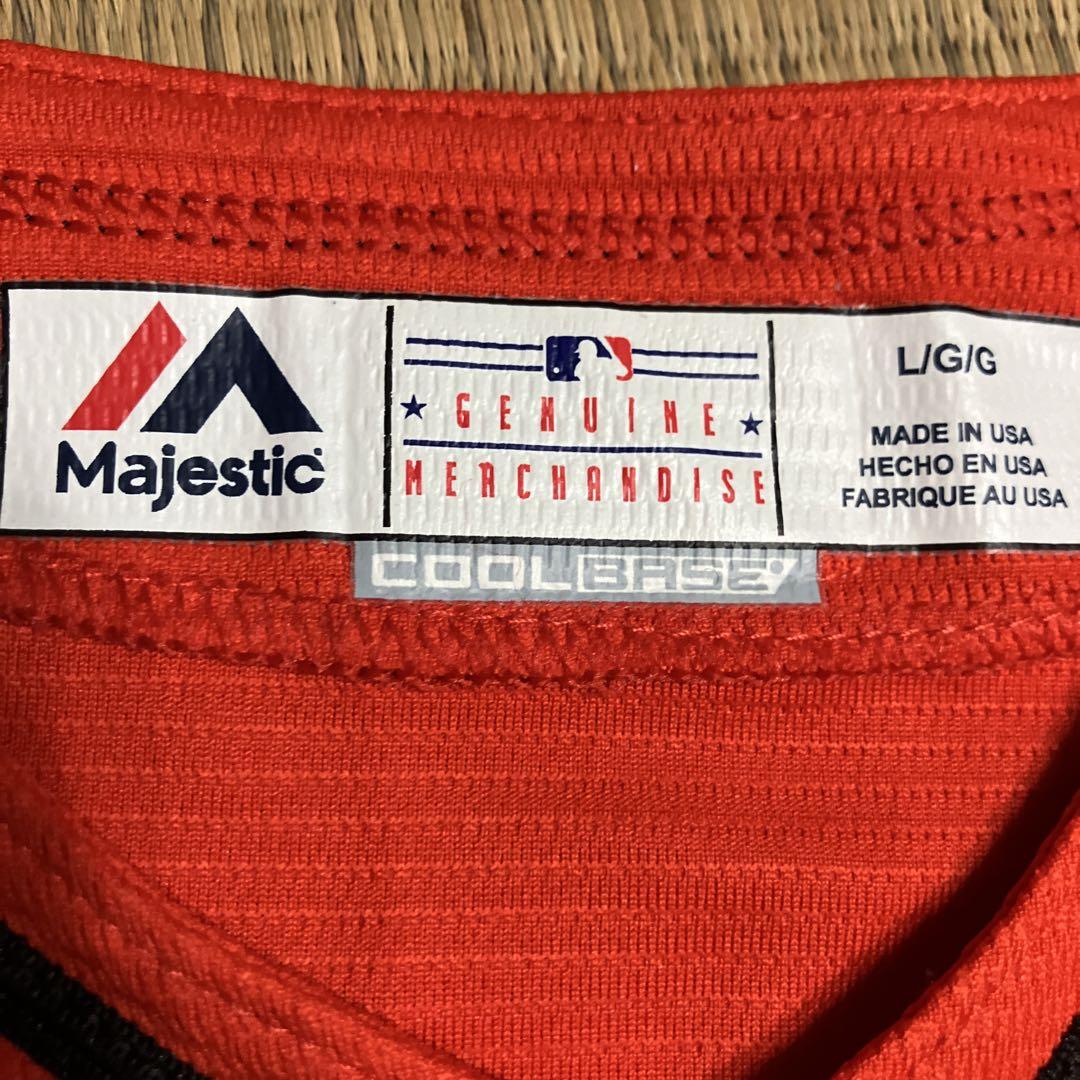 Majestic
GENUINE
MERCHANDISE
L/G/G
MADE IN USA
HECHO EN USA
FABRIQUE AU USA
COOLBASE